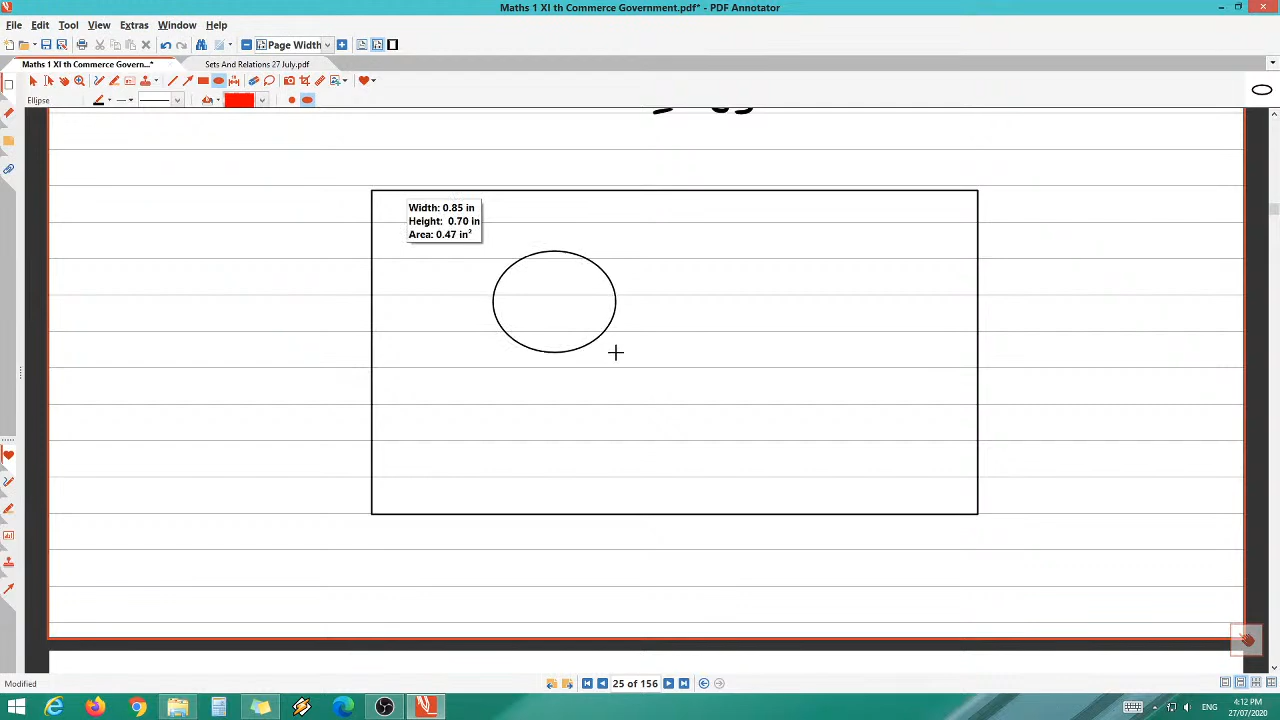 Maths 1 XI th Commerce Government.pdf* - PDF Annotator
File Edit Tool View Extras Window Help
Page Width
Maths 1 XI th Commerce Govern...* Sets And Relations 27 July.pdf
Ellipse
Width: 0.85 in
Height: 0.70 in
Area: 0.47 in²
25 of 156
Modified
ENG
4:12 PM
27/07/2020